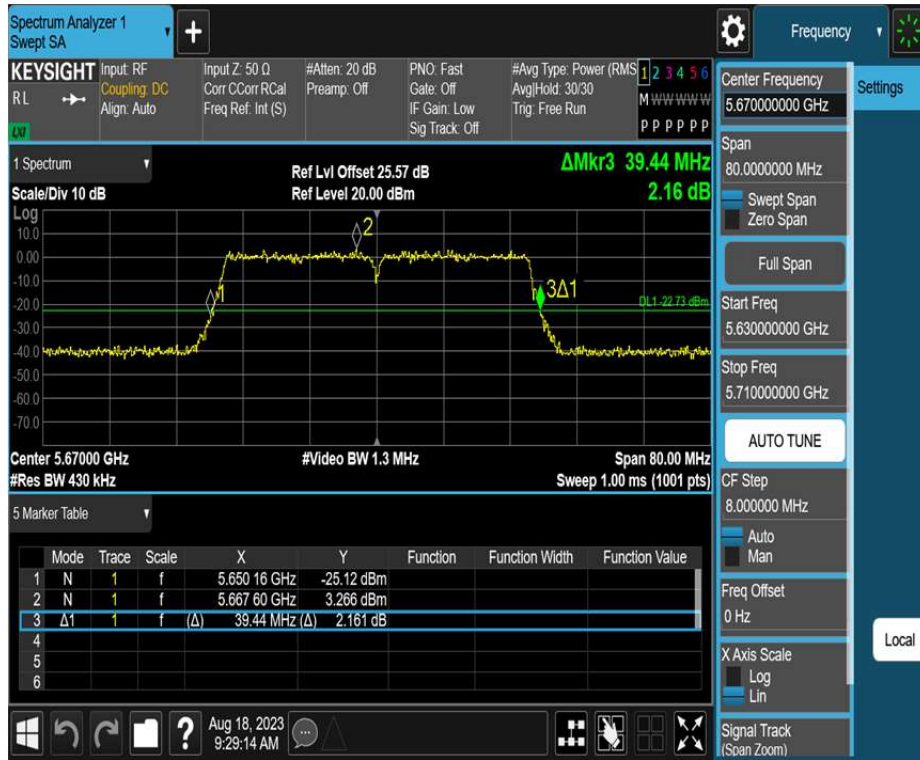 Spectrum Analyzer 1
Swept SA
+
Frequency
KEYSIGHT
RL
LXI
Input: RF
Coupling: DC
Align: Auto
Input Z: 50 Ω
Corr CCorr RCal
Freq Ref: Int (S)
#Atten: 20 dB
Preamp: Off
PNO: Fast
Gate: Off
IF Gain: Low
Sig Track: Off
#Avg Type: Power (RMS
Avg|Hold: 30/30
Trig: Free Run
1 2 3 4 5 6
M W W W W W
P P P P P P
1 Spectrum
Scale/Div 10 dB
Ref Lvl Offset 25.57 dB
Ref Level 20.00 dBm
ΔMkr3 39.44 MHz
2.16 dB
Log
10.0
0.00
-10.0
-20.0
-30.0
-40.0
-50.0
-60.0
-70.0
2
1
3Δ1
DL1 -22.73 dBm
Center 5.67000 GHz
#Res BW 430 kHz
#Video BW 1.3 MHz
Span 80.00 MHz
Sweep 1.00 ms (1001 pts)
5 Marker Table
Mode Trace Scale X Y Function Function Width Function Value
1 N 1 f 5.650 16 GHz -25.12 dBm
2 N 1 f 5.667 60 GHz 3.266 dBm
3 Δ1 1 f (Δ) 39.44 MHz (Δ) 2.161 dB
4
5
6
?
Aug 18, 2023
9:29:14 AM
Center Frequency
5.670000000 GHz
Settings
Span
80.0000000 MHz
Swept Span
Zero Span
Full Span
Start Freq
5.630000000 GHz
Stop Freq
5.710000000 GHz
AUTO TUNE
CF Step
8.000000 MHz
Auto
Man
Freq Offset
0 Hz
Local
X Axis Scale
Log
Lin
Signal Track
(Span Zoom)